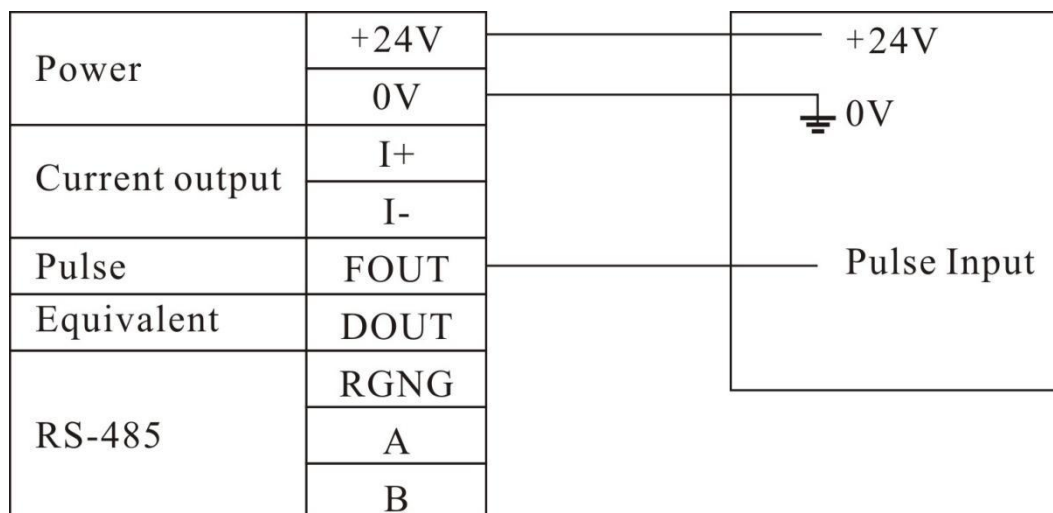 Power
+24V
0V
Current output
I+
I-
Pulse
FOUT
Equivalent
DOUT
RS-485
RGNG
A
B
+24V
0V
Pulse Input